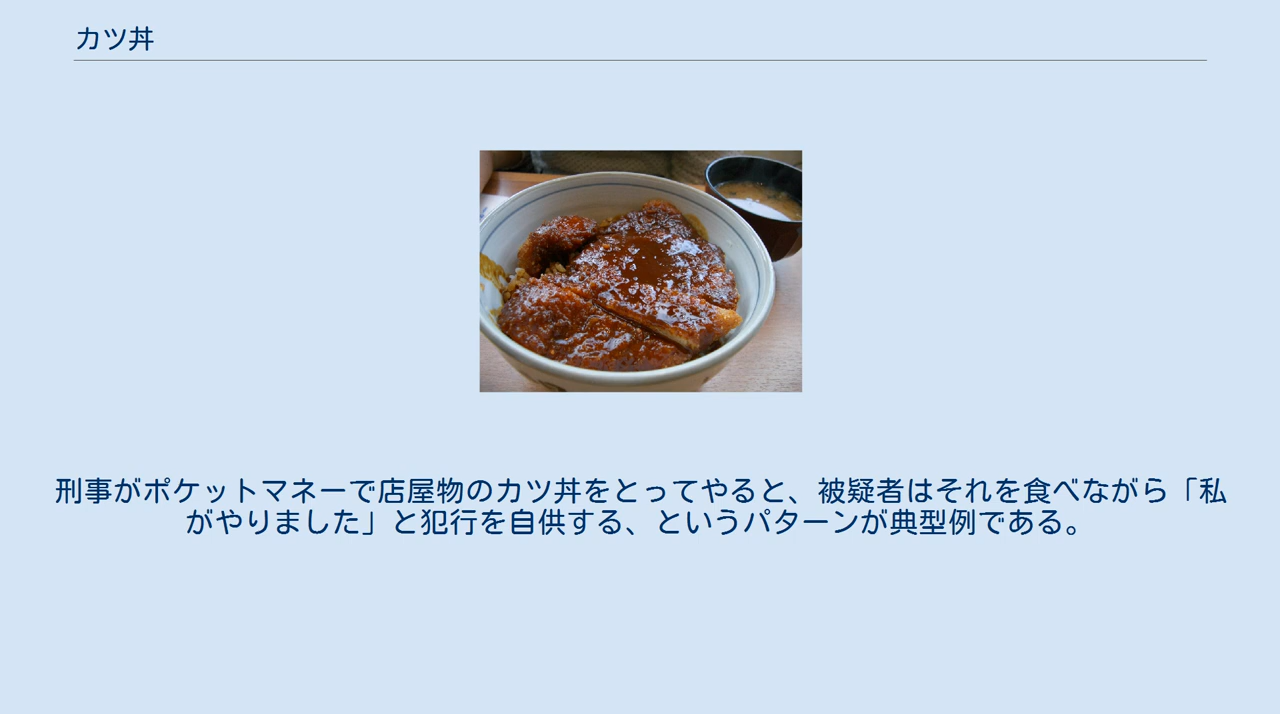 カツ丼
刑事がポケットマネーで店屋物のカツ丼をとってやると、被疑者はそれを食べながら「私
がやりました」と犯行を自供する、というパターンが典型例である。